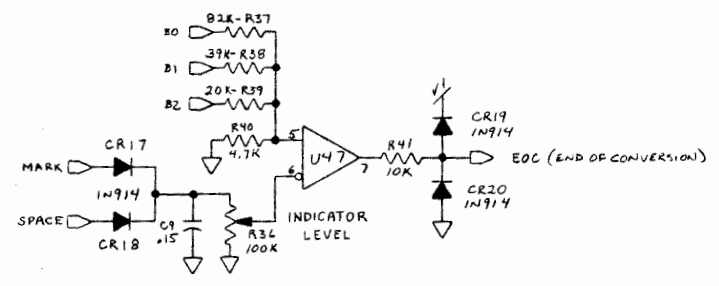 82K-R37
B0
39K-R38
B1
20K-R39
B2
R40
4.7K
5
6
U47
7
R41
10K
V1
CR19
1N914
EOC (END OF CONVERSION)
CR20
1N914
CR17
MARK
1N914
SPACE
CR18
C9
.15
R36
100K
INDICATOR
LEVEL